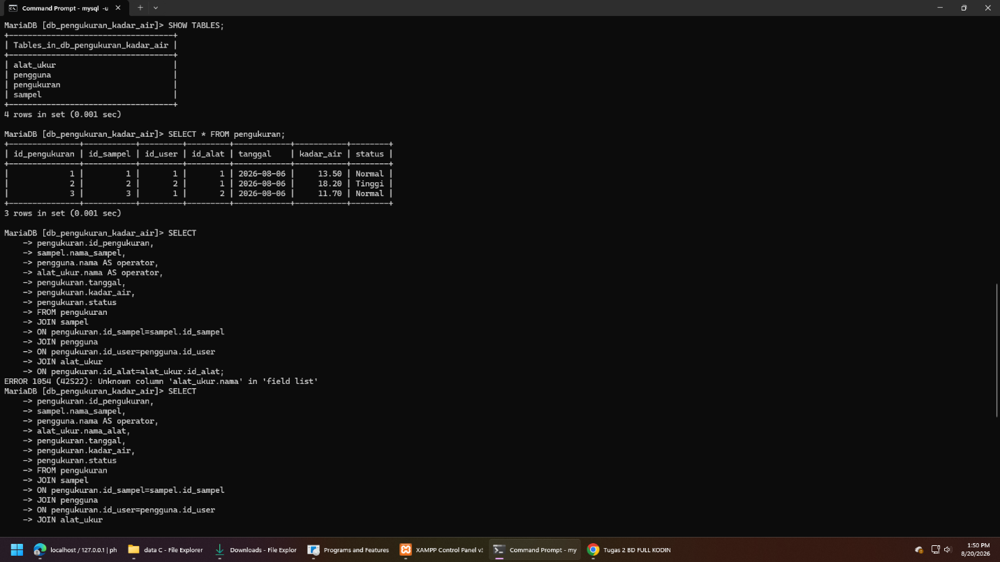 Command Prompt - mysql -u
MariaDB [db_pengukuran_kadar_air]> SHOW TABLES;
+-----------------------------------+
| Tables_in_db_pengukuran_kadar_air |
+-----------------------------------+
| alat_ukur                         |
| pengguna                          |
| pengukuran                        |
| sampel                            |
+-----------------------------------+
4 rows in set (0.001 sec)
MariaDB [db_pengukuran_kadar_air]> SELECT * FROM pengukuran;
+---------------+-----------+---------+---------+------------+-----------+--------+
| id_pengukuran | id_sampel | id_user | id_alat | tanggal    | kadar_air | status |
+---------------+-----------+---------+---------+------------+-----------+--------+
|             1 |         1 |       1 |       1 | 2026-08-06 |     13.50 | Normal |
|             2 |         2 |       2 |       1 | 2026-08-06 |     18.20 | Tinggi |
|             3 |         3 |       1 |       2 | 2026-08-06 |     11.70 | Normal |
+---------------+-----------+---------+---------+------------+-----------+--------+
3 rows in set (0.001 sec)
MariaDB [db_pengukuran_kadar_air]> SELECT
    -> pengukuran.id_pengukuran,
    -> sampel.nama_sampel,
    -> pengguna.nama AS operator,
    -> alat_ukur.nama AS operator,
    -> pengukuran.tanggal,
    -> pengukuran.kadar_air,
    -> pengukuran.status
    -> FROM pengukuran
    -> JOIN sampel
    -> ON pengukuran.id_sampel=sampel.id_sampel
    -> JOIN pengguna
    -> ON pengukuran.id_user=pengguna.id_user
    -> JOIN alat_ukur
    -> ON pengukuran.id_alat=alat_ukur.id_alat;
ERROR 1054 (42S22): Unknown column 'alat_ukur.nama' in 'field list'
MariaDB [db_pengukuran_kadar_air]> SELECT
    -> pengukuran.id_pengukuran,
    -> sampel.nama_sampel,
    -> pengguna.nama AS operator,
    -> alat_ukur.nama_alat,
    -> pengukuran.tanggal,
    -> pengukuran.kadar_air,
    -> pengukuran.status
    -> FROM pengukuran
    -> JOIN sampel
    -> ON pengukuran.id_sampel=sampel.id_sampel
    -> JOIN pengguna
    -> ON pengukuran.id_user=pengguna.id_user
    -> JOIN alat_ukur
localhost / 127.0.0.1 | ph
data C - File Explorer
Downloads - File Explor
Programs and Features
XAMPP Control Panel v3
Command Prompt - my
Tugas 2 BD FULL KODIN
1:50 PM
8/20/2026